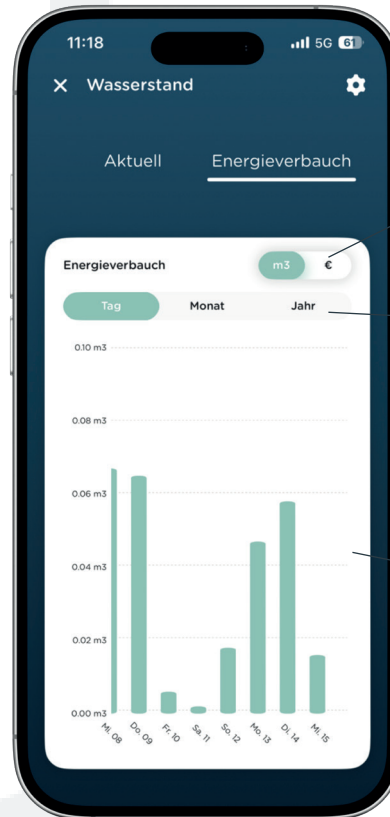 11:18 5G 61
Wasserstand
Aktuell Energieverbauch
Energieverbauch m3 €
Tag Monat Jahr
0.10 m3
0.08 m3
0.06 m3
0.04 m3
0.02 m3
0.00 m3
Mi. 08 Do. 09 Fr. 10 Sa. 11 So. 12 Mo. 13 Di. 14 Mi. 15